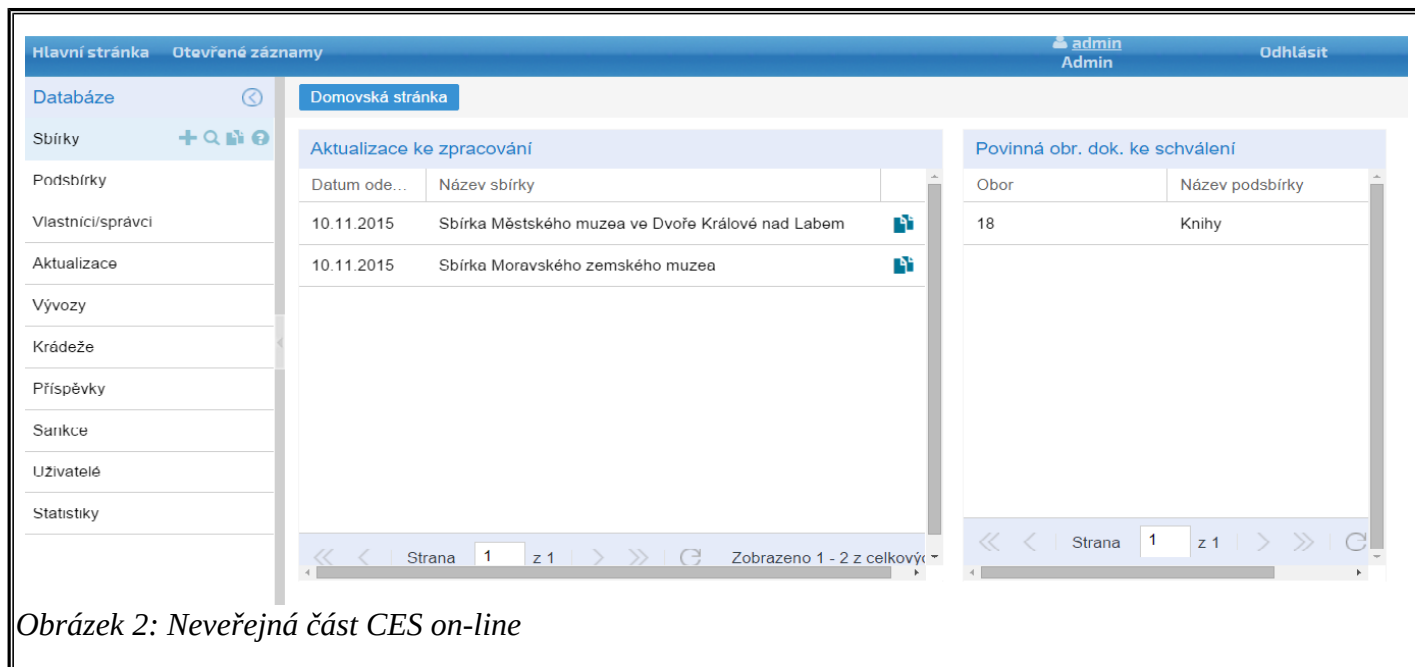 Hlavní stránka Otevřené záznamy admin
Admin Odhlásit
Databáze
Domovská stránka
Sbírky
Podsbírky
Vlastníci/správci
Aktualizace
Vývozy
Krádeže
Příspěvky
Sankce
Uživatelé
Statistiky
Aktualizace ke zpracování
Datum ode... Název sbírky
10.11.2015 Sbírka Městského muzea ve Dvoře Králové nad Labem
10.11.2015 Sbírka Moravského zemského muzea
Strana 1 z 1 Zobrazeno 1 - 2 z
Povinná obr. dok. ke schválení
Obor Název podsbírky
18 Knihy
Strana 1 z 1
Obrázek 2: Neveřejná část CES on-line